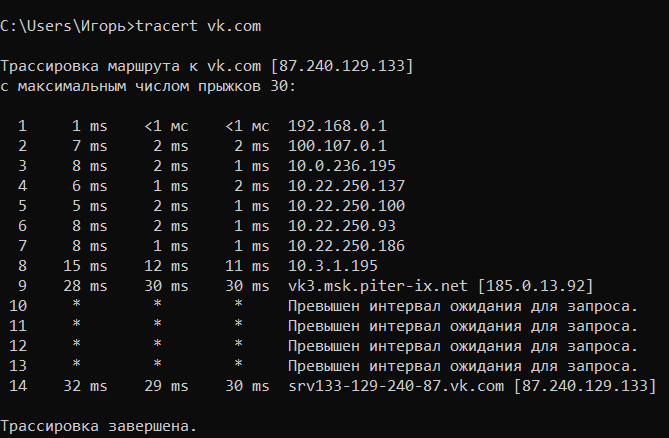 C:\Users\Игорь>tracert vk.com
Трассировка маршрута к vk.com [87.240.129.133]
с максимальным числом прыжков 30:
1 1 ms <1 мс <1 мс 192.168.0.1
2 7 ms 2 ms 2 ms 100.107.0.1
3 8 ms 2 ms 1 ms 10.0.236.195
4 6 ms 1 ms 2 ms 10.22.250.137
5 5 ms 2 ms 1 ms 10.22.250.100
6 8 ms 2 ms 1 ms 10.22.250.93
7 8 ms 1 ms 1 ms 10.22.250.186
8 15 ms 12 ms 11 ms 10.3.1.195
9 28 ms 30 ms 30 ms vk3.msk.piter-ix.net [185.0.13.92]
10 * * * Превышен интервал ожидания для запроса.
11 * * * Превышен интервал ожидания для запроса.
12 * * * Превышен интервал ожидания для запроса.
13 * * * Превышен интервал ожидания для запроса.
14 32 ms 29 ms 30 ms srv133-129-240-87.vk.com [87.240.129.133]
Трассировка завершена.